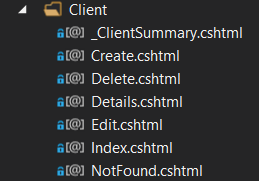 Client
[@] _ClientSummary.cshtml
[@] Create.cshtml
[@] Delete.cshtml
[@] Details.cshtml
[@] Edit.cshtml
[@] Index.cshtml
[@] NotFound.cshtml